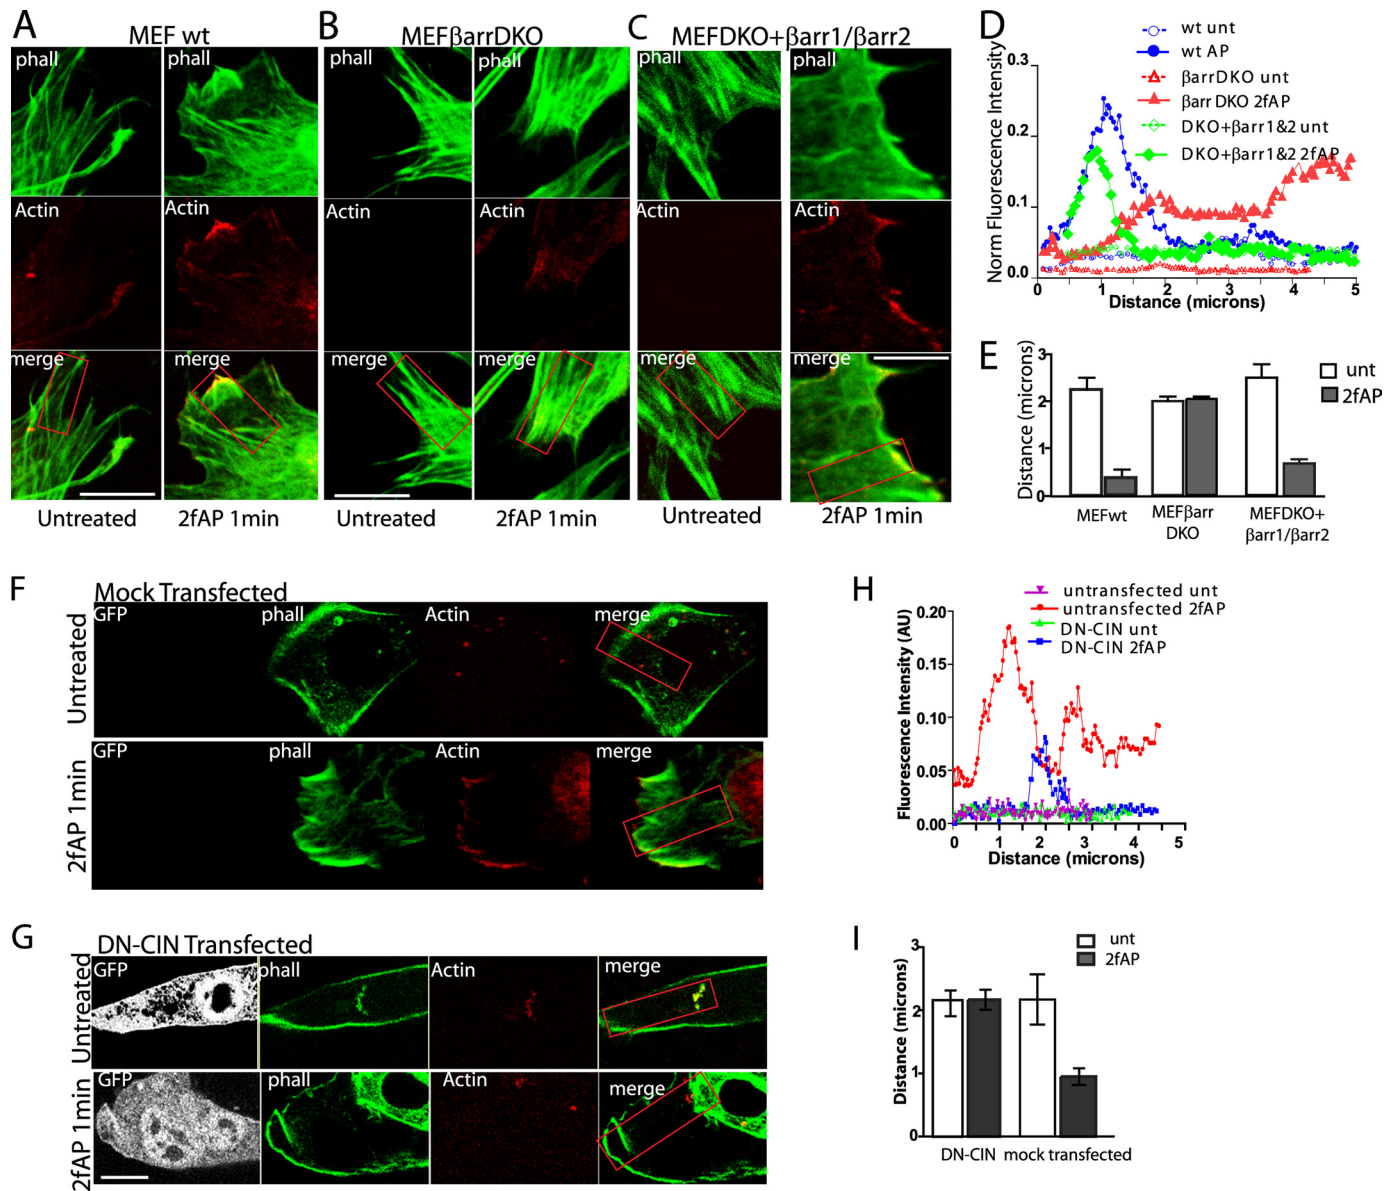 A
MEF wt
phall
phall
Actin
Actin
merge
merge
Untreated
2fAP 1min
B
MEFβarrDKO
phall
phall
Actin
Actin
merge
merge
Untreated
2fAP 1min
C
MEFDKO+βarr1/βarr2
phall
phall
Actin
Actin
merge
merge
Untreated
2fAP 1min
D
wt unt
wt AP
βarrDKO unt
βarr DKO 2fAP
DKO+βarr1&2 unt
DKO+βarr1&2 2fAP
Norm Fluorescence Intensity
0.3
0.2
0.1
0.0
0 1 2 3 4 5
Distance (microns)
E
unt
2fAP
Distance (microns)
3
2
1
0
MEFwt
MEFβarr
DKO
MEFDKO+
βarr1/βarr2
F
Mock Transfected
Untreated
GFP
phall
Actin
merge
2fAP 1min
GFP
phall
Actin
merge
G
DN-CIN Transfected
Untreated
GFP
phall
Actin
merge
2fAP 1min
GFP
phall
Actin
merge
H
untransfected unt
untransfected 2fAP
DN-CIN unt
DN-CIN 2fAP
Fluorescence Intensity (AU)
0.20
0.15
0.10
0.05
0.00
0 1 2 3 4 5
Distance (microns)
I
unt
2fAP
Distance (microns)
3
2
1
0
DN-CIN
mock transfected